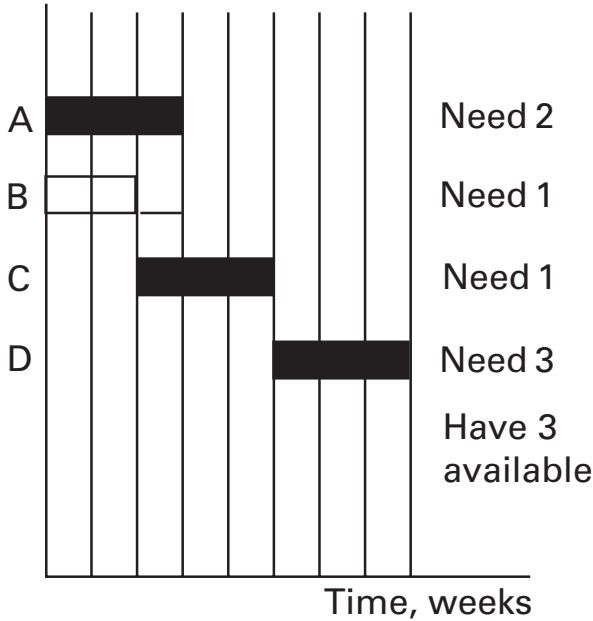 A Need 2
B Need 1
C Need 1
D Need 3
Have 3
available
Time, weeks